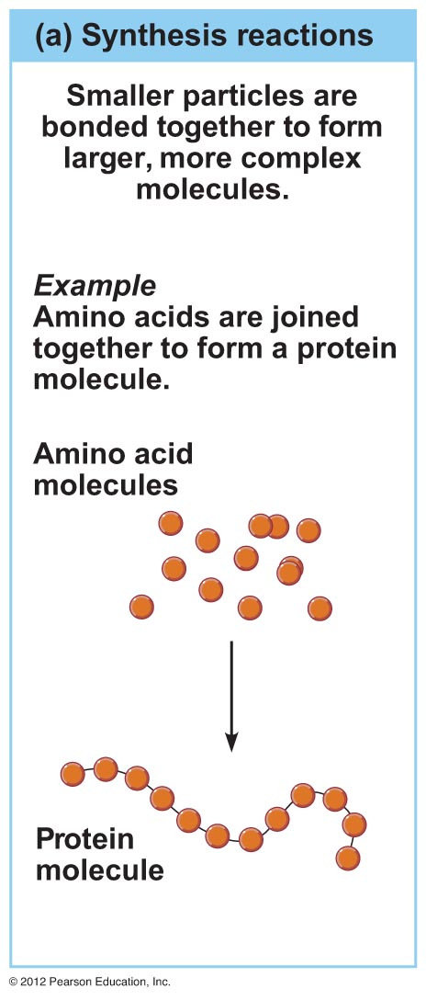 (a) Synthesis reactions
Smaller particles are
bonded together to form
larger, more complex
molecules.
Example
Amino acids are joined
together to form a protein
molecule.
Amino acid
molecules
Protein
molecule
© 2012 Pearson Education, Inc.